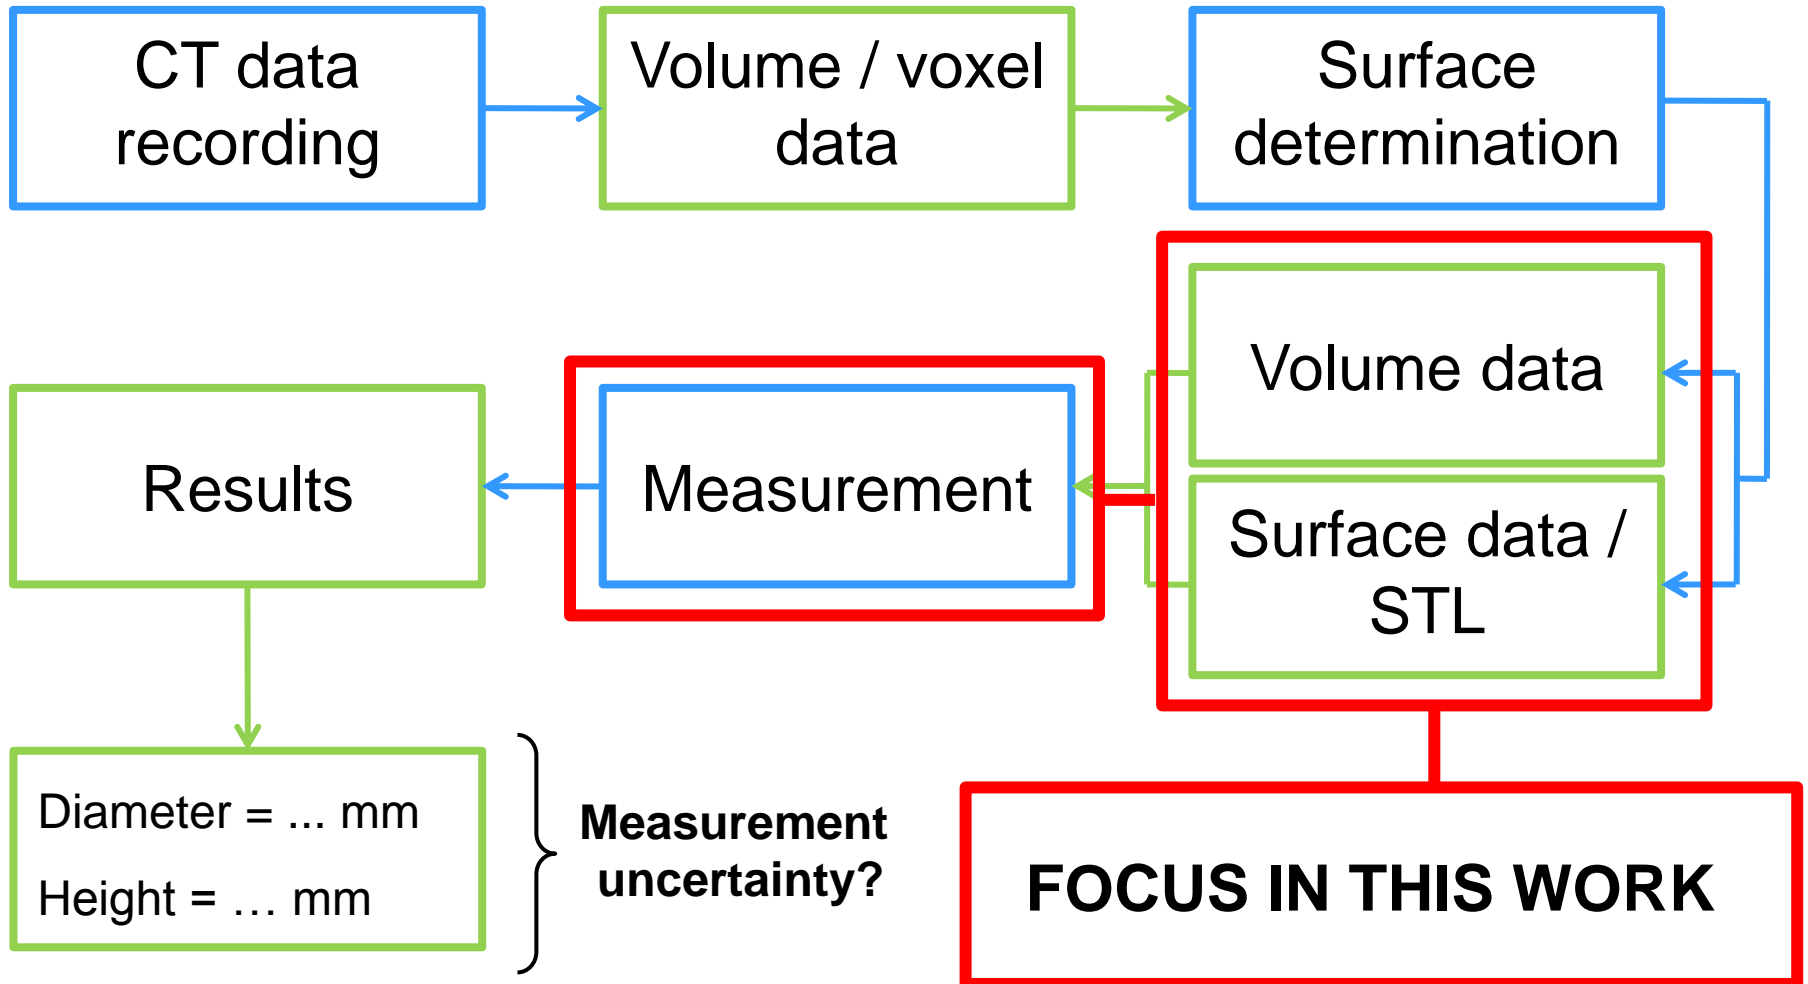 CT data
recording
Volume / voxel
data
Surface
determination
Volume data
Surface data /
STL
Measurement
Results
Diameter = ... mm
Height = … mm
Measurement
uncertainty?
FOCUS IN THIS WORK